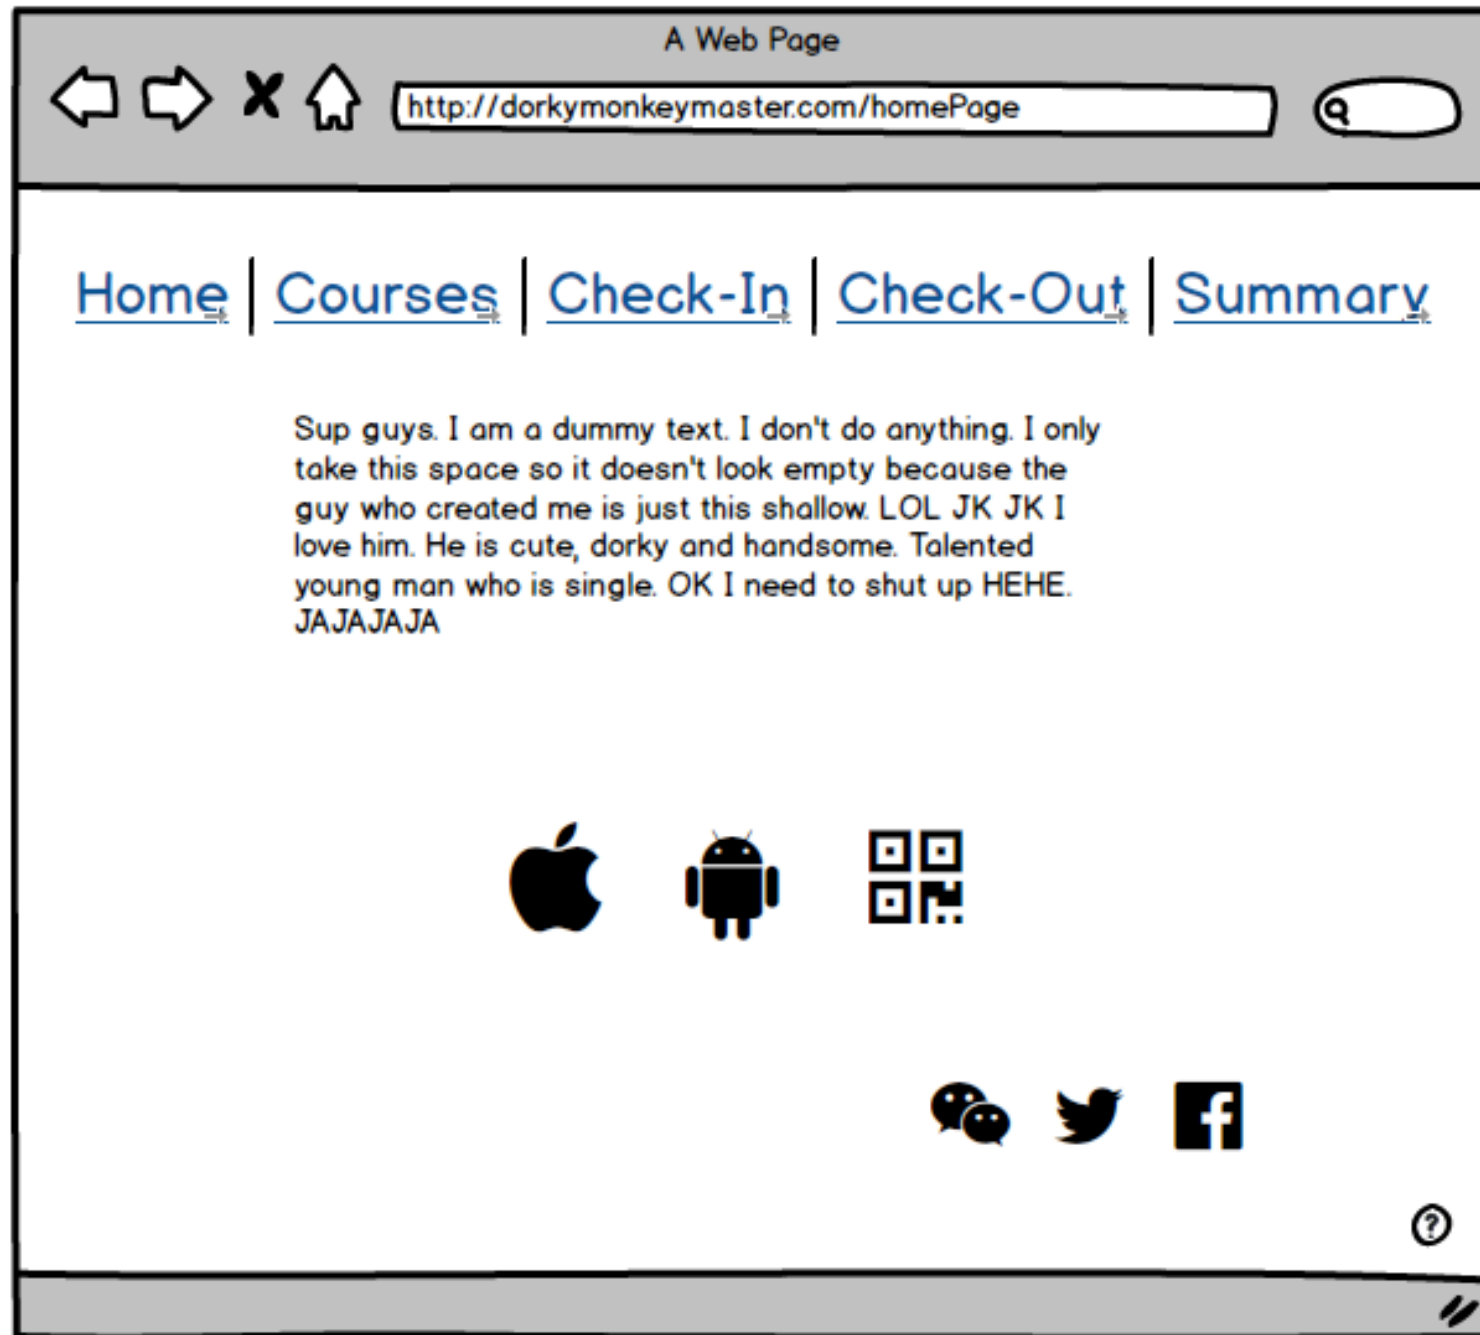 A Web Page
http://dorkymonkeymaster.com/homePage
Home | Courses | Check-In | Check-Out | Summary
Sup guys. I am a dummy text. I don't do anything. I only
take this space so it doesn't look empty because the
guy who created me is just this shallow. LOL JK JK I
love him. He is cute, dorky and handsome. Talented
young man who is single. OK I need to shut up HEHE.
JAJAJAJA
?